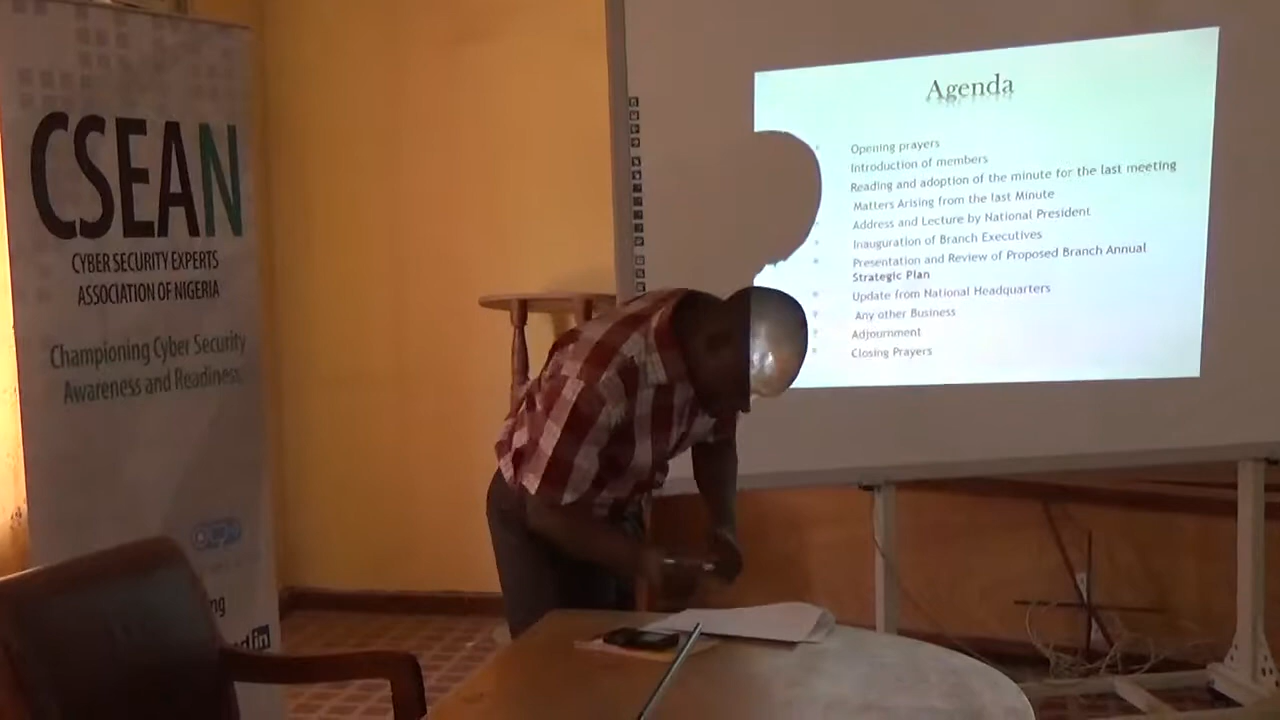 CSEAN
CYBER SECURITY EXPERTS
ASSOCIATION OF NIGERIA
Championing Cyber Security
Awareness and Readiness.
Agenda
Opening prayers
Introduction of members
Reading and adoption of the minute for the last meeting
Matters Arising from the last Minute
Address and Lecture by National President
Inauguration of Branch Executives
Presentation and Review of Proposed Branch Annual
Strategic Plan
Update from National Headquarters
Any other Business
Adjournment
Closing Prayers